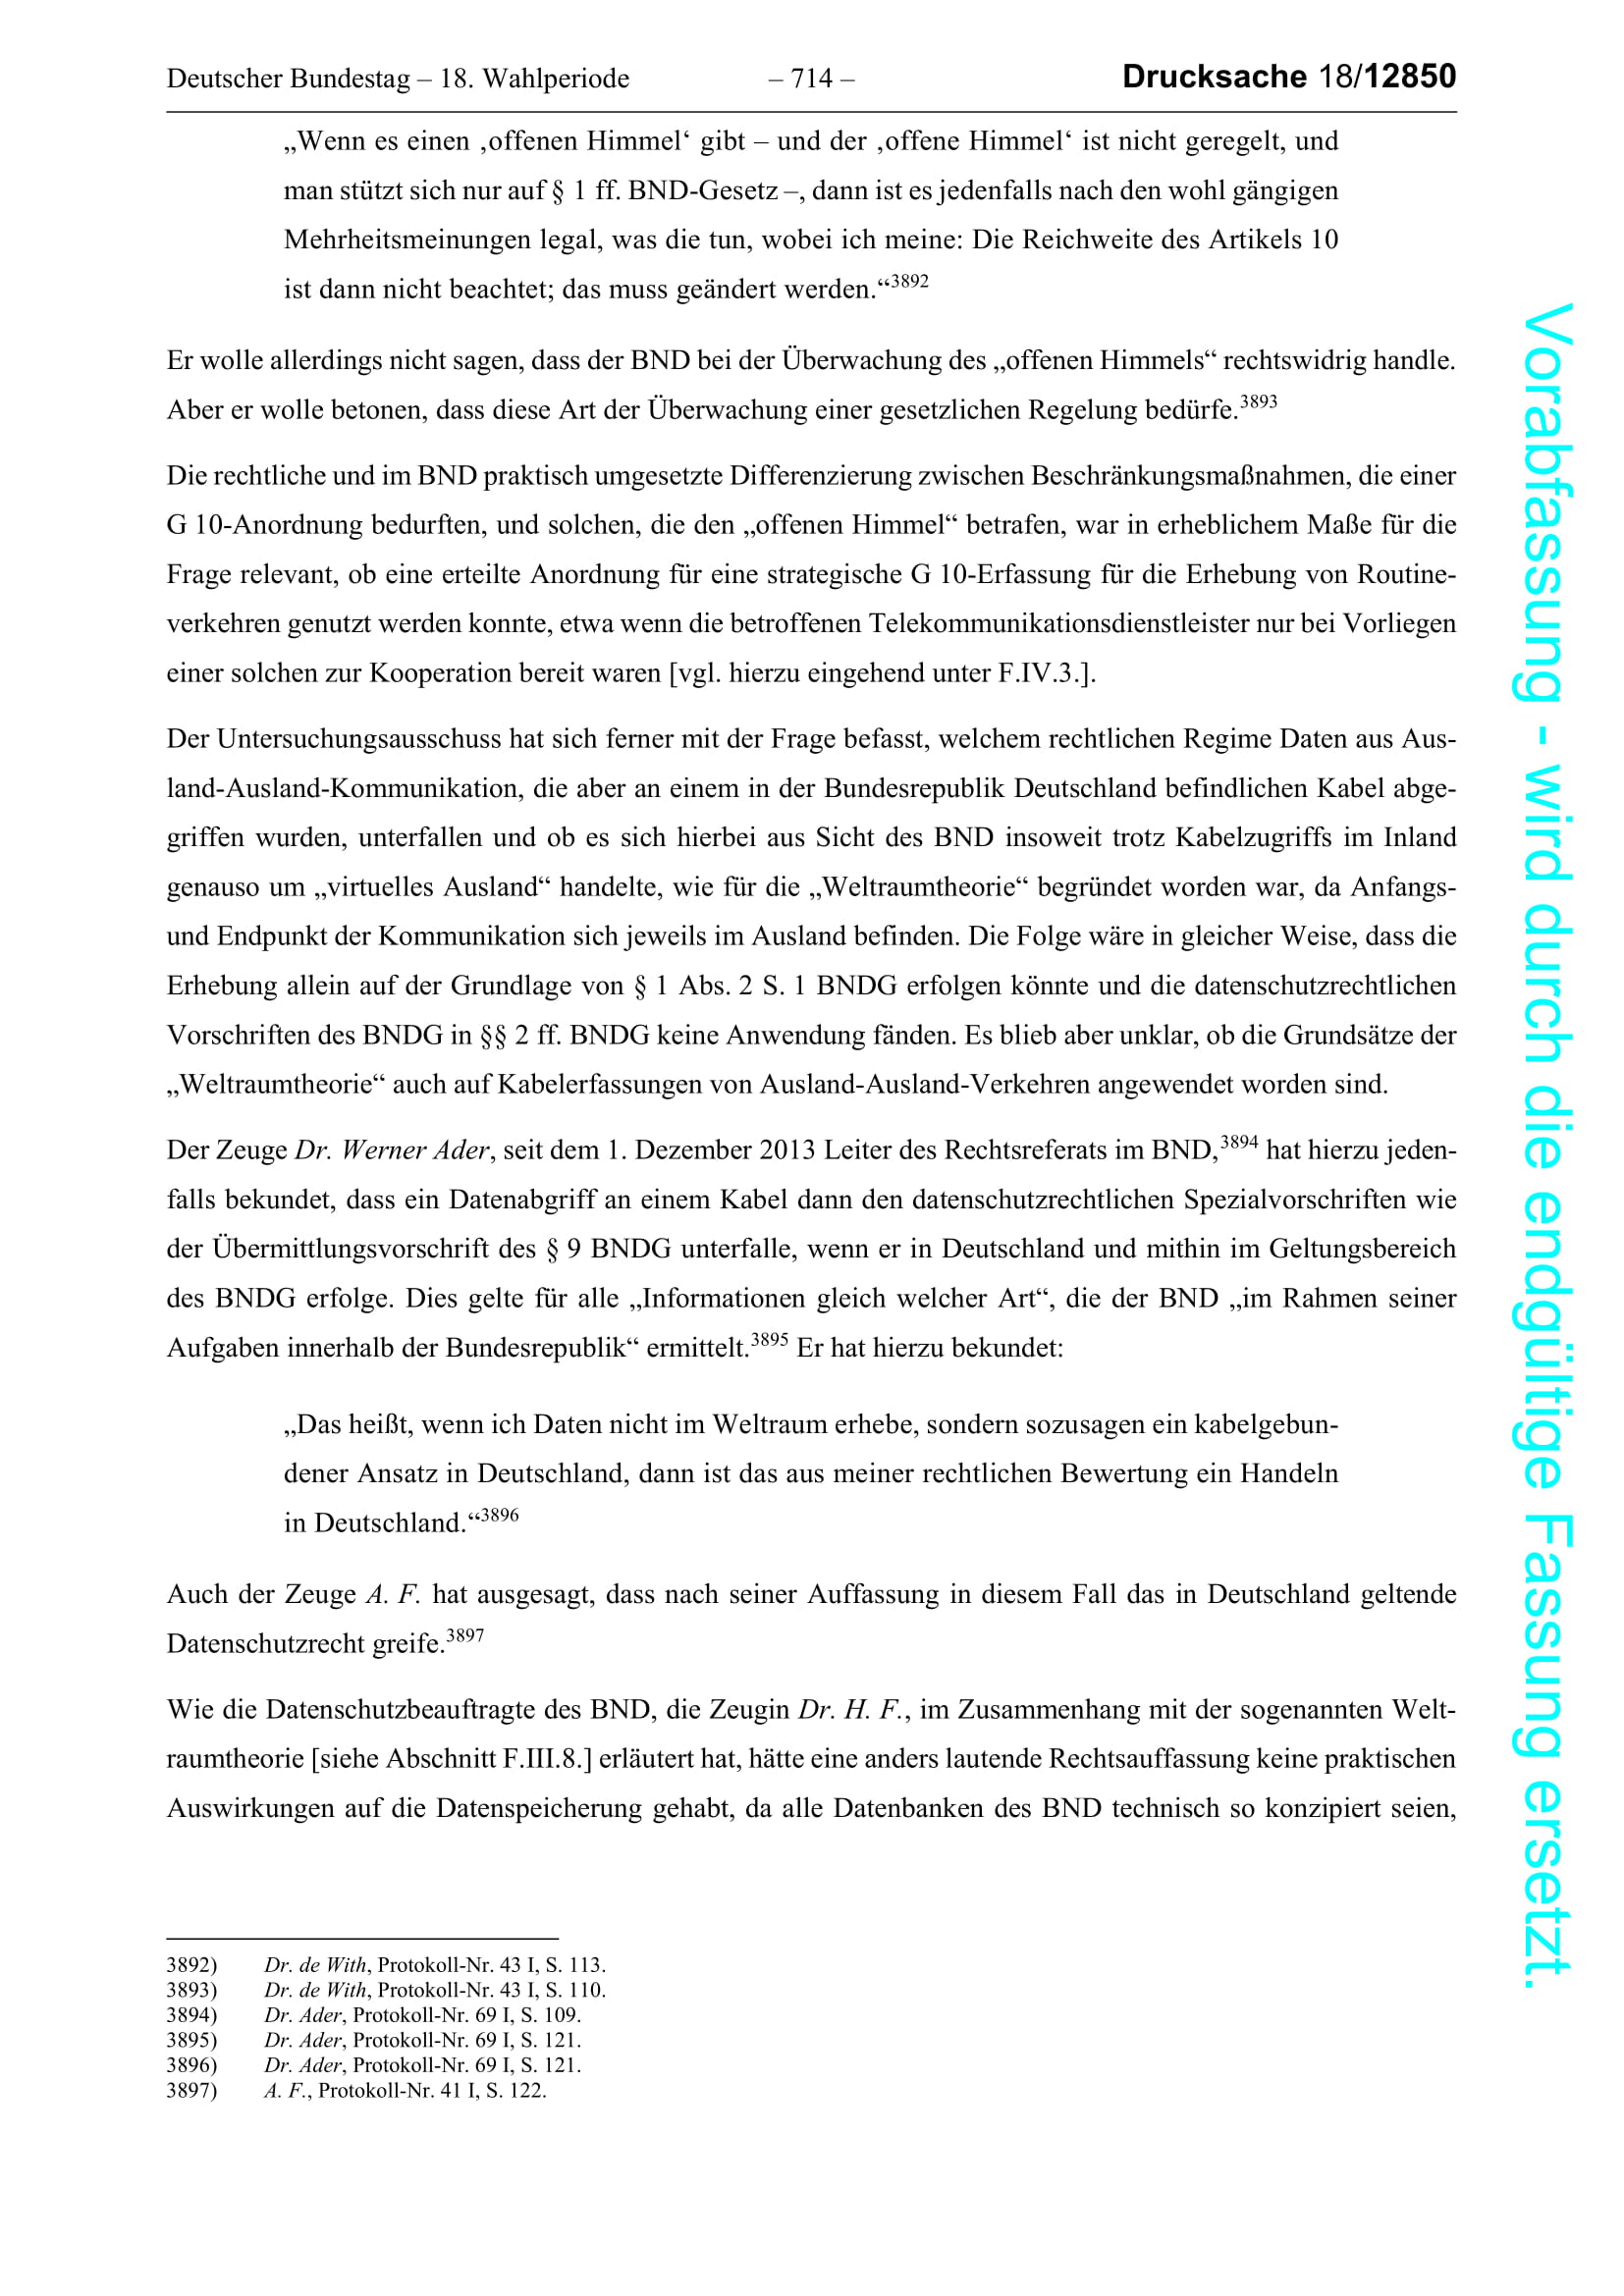 Deutscher Bundestag – 18. Wahlperiode – 714 – Drucksache 18/12850
„Wenn es einen ‚offenen Himmel‘ gibt – und der ‚offene Himmel‘ ist nicht geregelt, und
man stützt sich nur auf § 1 ff. BND-Gesetz –, dann ist es jedenfalls nach den wohl gängigen
Mehrheitsmeinungen legal, was die tun, wobei ich meine: Die Reichweite des Artikels 10
ist dann nicht beachtet; das muss geändert werden.“3892
Er wolle allerdings nicht sagen, dass der BND bei der Überwachung des „offenen Himmels“ rechtswidrig handle.
Aber er wolle betonen, dass diese Art der Überwachung einer gesetzlichen Regelung bedürfe.3893
Die rechtliche und im BND praktisch umgesetzte Differenzierung zwischen Beschränkungsmaßnahmen, die einer
G 10-Anordnung bedurften, und solchen, die den „offenen Himmel“ betrafen, war in erheblichem Maße für die
Frage relevant, ob eine erteilte Anordnung für eine strategische G 10-Erfassung für die Erhebung von Routine-
verkehren genutzt werden konnte, etwa wenn die betroffenen Telekommunikationsdienstleister nur bei Vorliegen
einer solchen zur Kooperation bereit waren [vgl. hierzu eingehend unter F.IV.3.].
Der Untersuchungsausschuss hat sich ferner mit der Frage befasst, welchem rechtlichen Regime Daten aus Aus-
land-Ausland-Kommunikation, die aber an einem in der Bundesrepublik Deutschland befindlichen Kabel abge-
griffen wurden, unterfallen und ob es sich hierbei aus Sicht des BND insoweit trotz Kabelzugriffs im Inland
genauso um „virtuelles Ausland“ handelte, wie für die „Weltraumtheorie“ begründet worden war, da Anfangs-
und Endpunkt der Kommunikation sich jeweils im Ausland befinden. Die Folge wäre in gleicher Weise, dass die
Erhebung allein auf der Grundlage von § 1 Abs. 2 S. 1 BNDG erfolgen könnte und die datenschutzrechtlichen
Vorschriften des BNDG in §§ 2 ff. BNDG keine Anwendung fänden. Es blieb aber unklar, ob die Grundsätze der
„Weltraumtheorie“ auch auf Kabelerfassungen von Ausland-Ausland-Verkehren angewendet worden sind.
Der Zeuge Dr. Werner Ader, seit dem 1. Dezember 2013 Leiter des Rechtsreferats im BND,3894 hat hierzu jeden-
falls bekundet, dass ein Datenabgriff an einem Kabel dann den datenschutzrechtlichen Spezialvorschriften wie
der Übermittlungsvorschrift des § 9 BNDG unterfalle, wenn er in Deutschland und mithin im Geltungsbereich
des BNDG erfolge. Dies gelte für alle „Informationen gleich welcher Art“, die der BND „im Rahmen seiner
Aufgaben innerhalb der Bundesrepublik“ ermittelt.3895 Er hat hierzu bekundet:
„Das heißt, wenn ich Daten nicht im Weltraum erhebe, sondern sozusagen ein kabelgebun-
dener Ansatz in Deutschland, dann ist das aus meiner rechtlichen Bewertung ein Handeln
in Deutschland.“3896
Auch der Zeuge A. F. hat ausgesagt, dass nach seiner Auffassung in diesem Fall das in Deutschland geltende
Datenschutzrecht greife.3897
Wie die Datenschutzbeauftragte des BND, die Zeugin Dr. H. F., im Zusammenhang mit der sogenannten Welt-
raumtheorie [siehe Abschnitt F.III.8.] erläutert hat, hätte eine anders lautende Rechtsauffassung keine praktischen
Auswirkungen auf die Datenspeicherung gehabt, da alle Datenbanken des BND technisch so konzipiert seien,
3892) Dr. de With, Protokoll-Nr. 43 I, S. 113.
3893) Dr. de With, Protokoll-Nr. 43 I, S. 110.
3894) Dr. Ader, Protokoll-Nr. 69 I, S. 109.
3895) Dr. Ader, Protokoll-Nr. 69 I, S. 121.
3896) Dr. Ader, Protokoll-Nr. 69 I, S. 121.
3897) A. F., Protokoll-Nr. 41 I, S. 122.
Vorabfassung - wird durch die endgültige Fassung ersetzt.